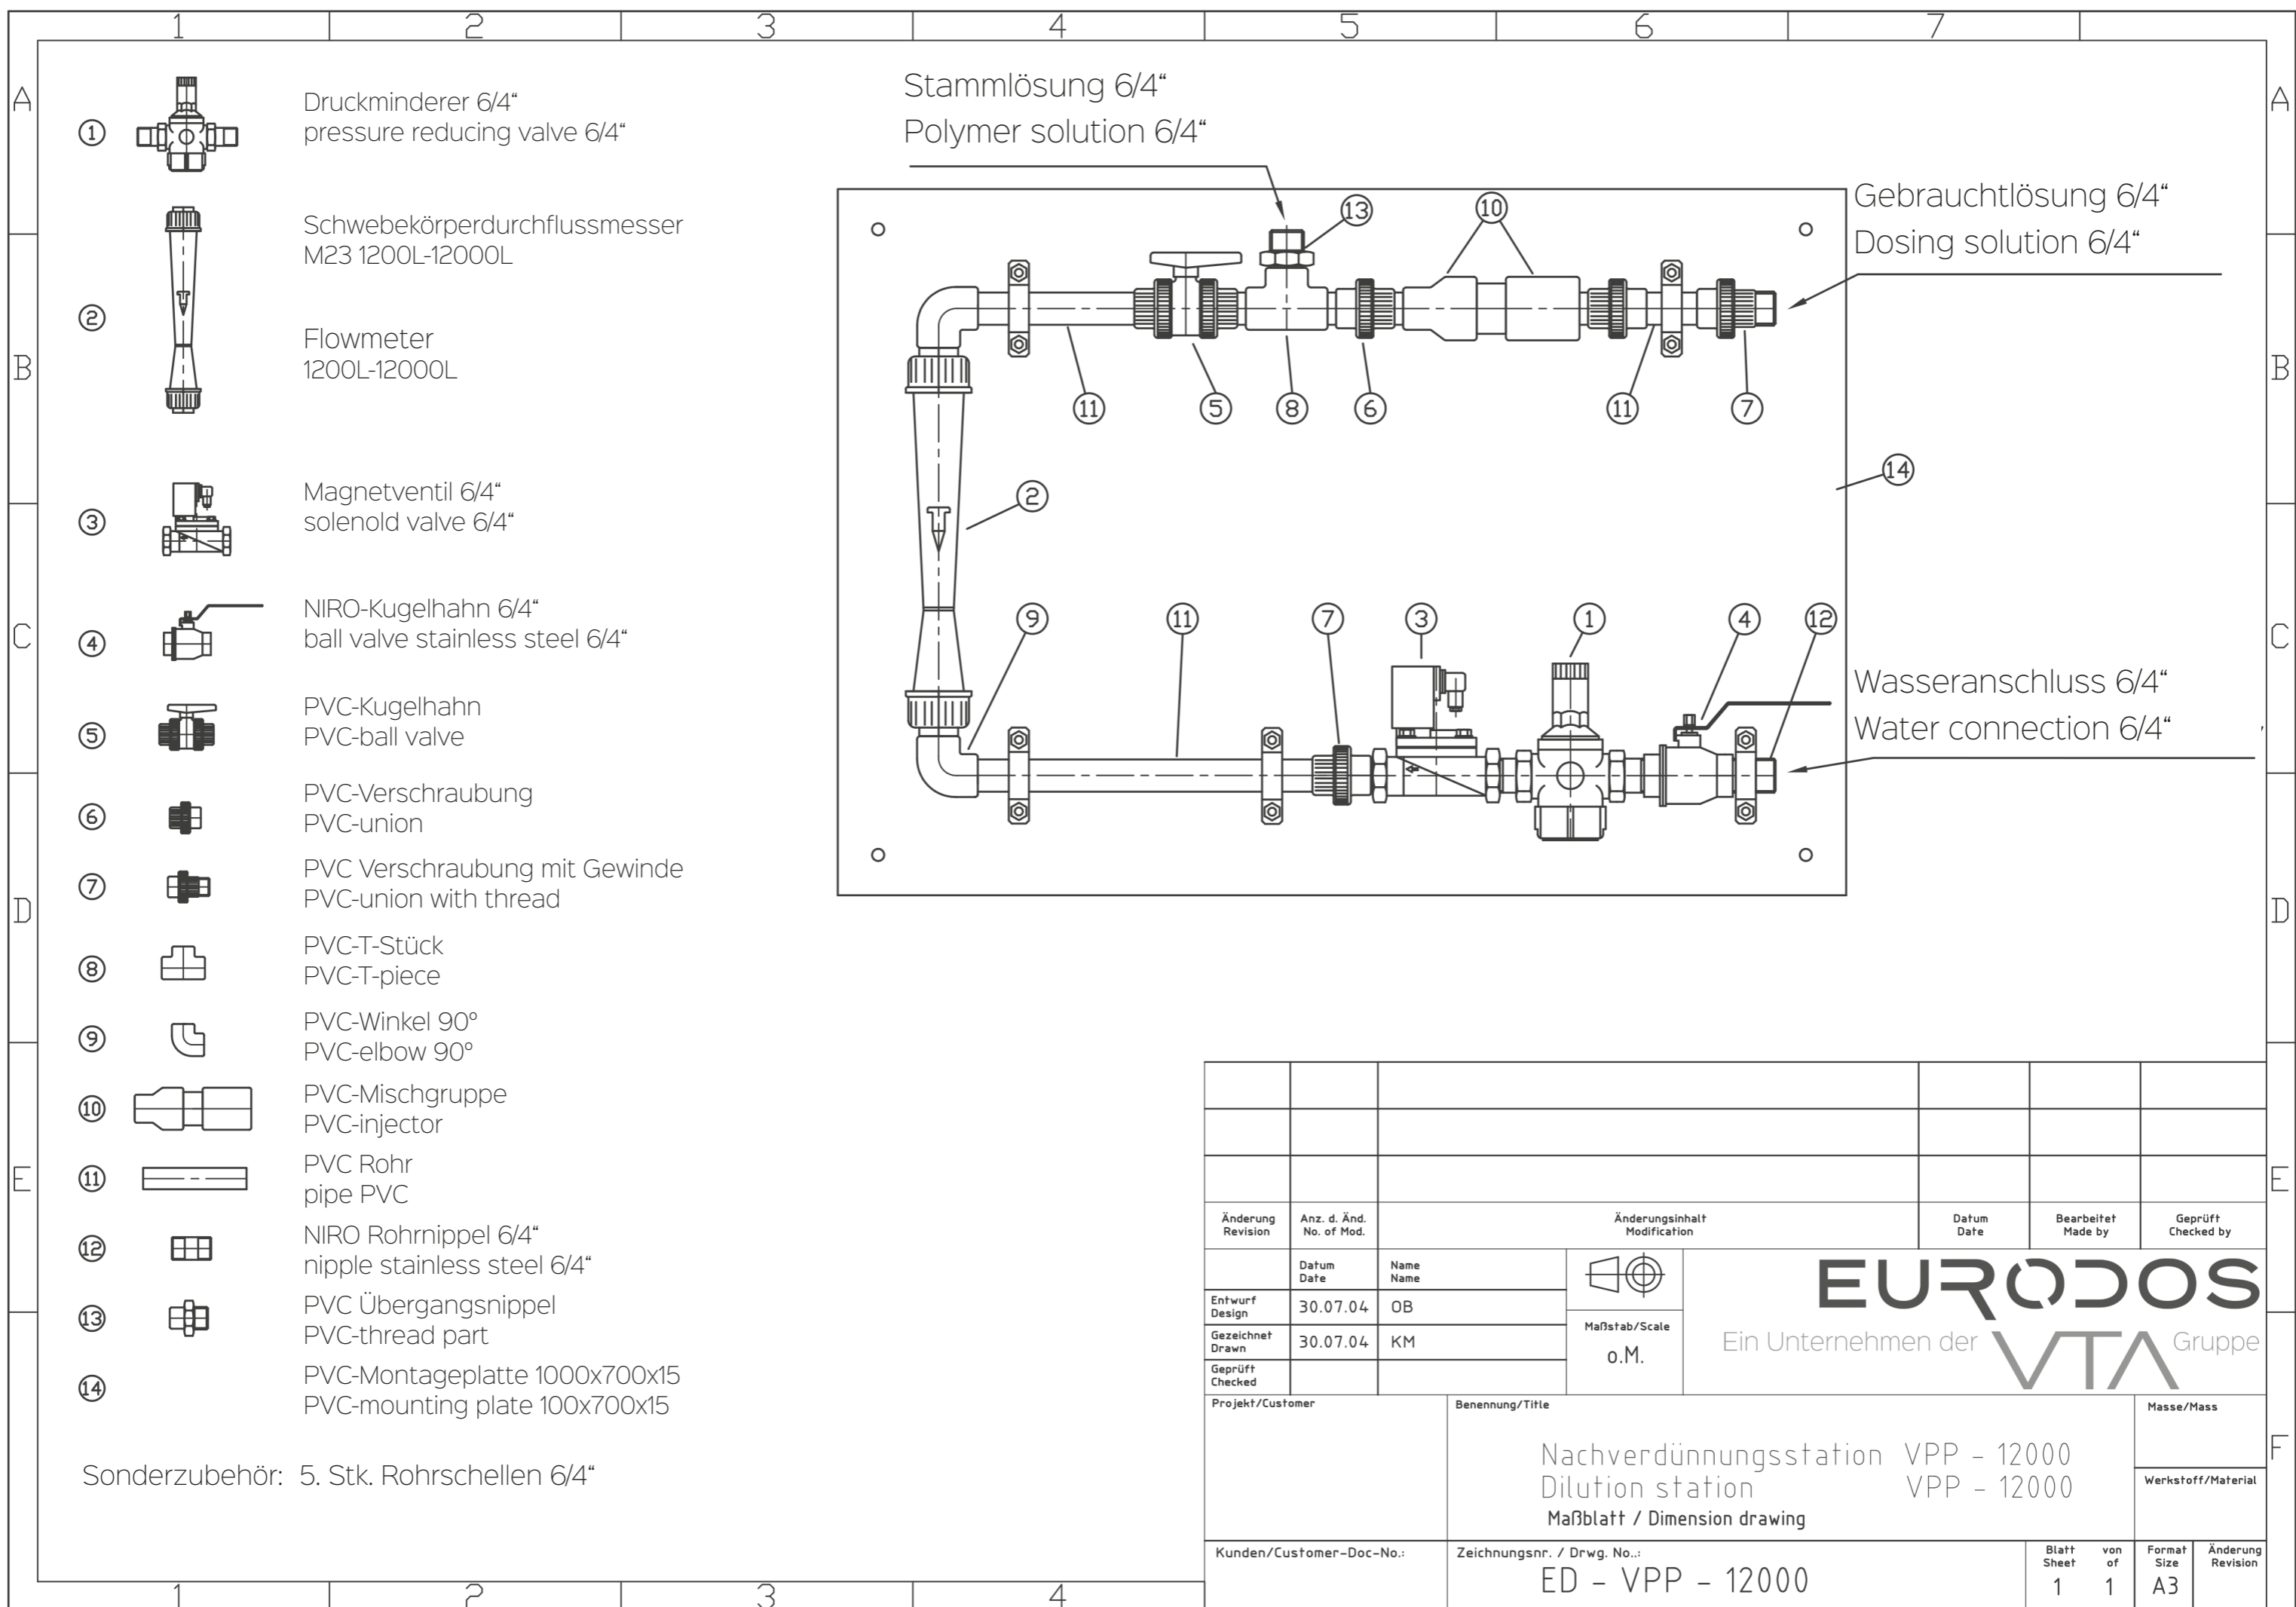 1 2 3 4 5 6 7
A
B
C
D
E
F
A
B
C
D
E
F
1 Druckminderer 6/4“
pressure reducing valve 6/4“
2 Schwebekörperdurchflussmesser
M23 1200L-12000L
Flowmeter
1200L-12000L
3 Magnetventil 6/4“
solenold valve 6/4“
4 NIRO-Kugelhahn 6/4“
ball valve stainless steel 6/4“
5 PVC-Kugelhahn
PVC-ball valve
6 PVC-Verschraubung
PVC-union
7 PVC Verschraubung mit Gewinde
PVC-union with thread
8 PVC-T-Stück
PVC-T-piece
9 PVC-Winkel 90°
PVC-elbow 90°
10 PVC-Mischgruppe
PVC-injector
11 PVC Rohr
pipe PVC
12 NIRO Rohrnippel 6/4“
nipple stainless steel 6/4“
13 PVC Übergangsnippel
PVC-thread part
14 PVC-Montageplatte 1000x700x15
PVC-mounting plate 100x700x15
Sonderzubehör: 5. Stk. Rohrschellen 6/4“
Stammlösung 6/4“
Polymer solution 6/4“
Gebrauchtlösung 6/4“
Dosing solution 6/4“
13 10
11 5 8 6 11 7
14
2
9 11 7 3 1 4 12
Wasseranschluss 6/4“
Water connection 6/4“
Änderung Anz. d. Änd. Änderungsinhalt Datum Bearbeitet Geprüft
Revision No. of Mod. Modification Date Made by Checked by
Datum Name
Date Name
Entwurf
Design 30.07.04 OB
Gezeichnet
Drawn 30.07.04 KM
Geprüft
Checked
Maßstab/Scale
o.M.
EURODOS
Ein Unternehmen der VTA Gruppe
Projekt/Customer
Benennung/Title
Nachverdünnungsstation VPP - 12000
Dilution station VPP - 12000
Maßblatt / Dimension drawing
Masse/Mass
Werkstoff/Material
Kunden/Customer-Doc-No.:
Zeichnungsnr. / Drwg. No..:
ED - VPP - 12000
Blatt von Format Änderung
Sheet of Size Revision
1 1 A3
1 2 3 4